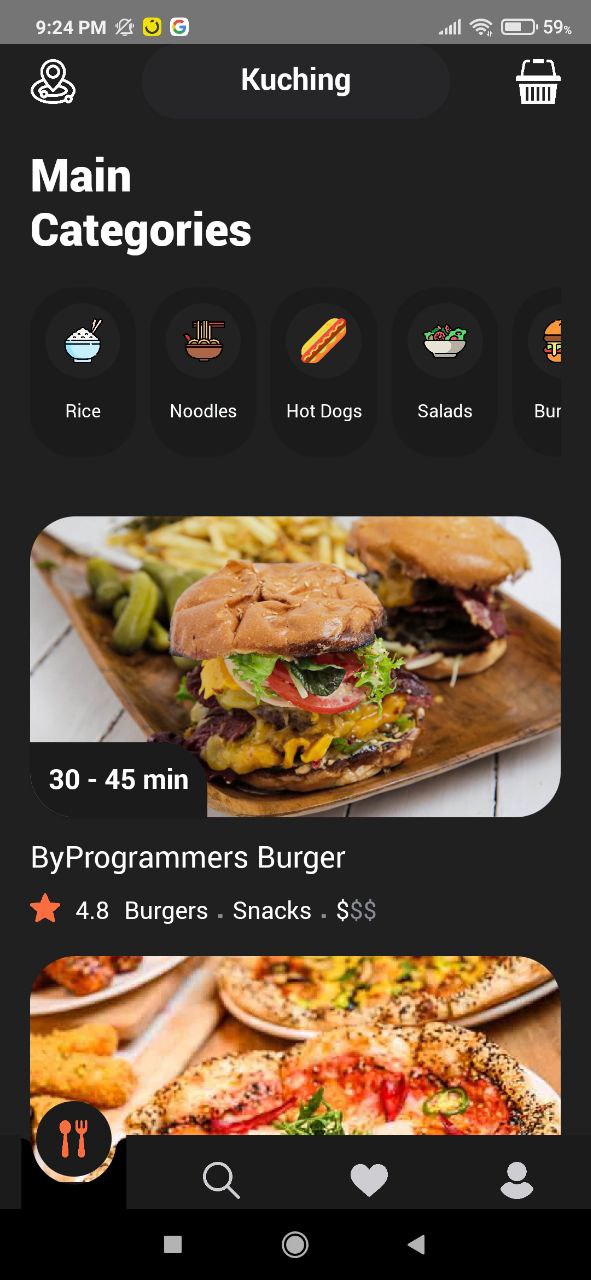 9:24 PM
59%
Kuching
Main
Categories
Rice Noodles Hot Dogs Salads Bur
30 - 45 min
ByProgrammers Burger
4.8 Burgers . Snacks . $$$